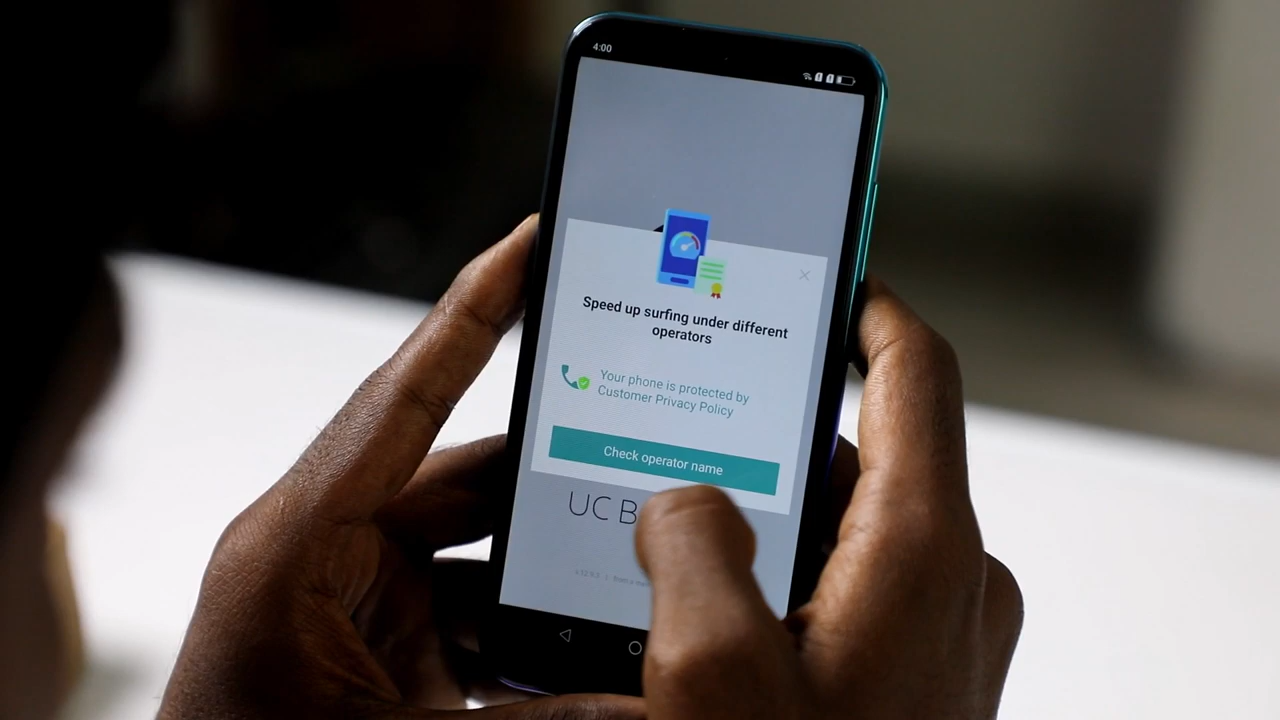 4:00
Speed up surfing under different
operators
Your phone is protected by
Customer Privacy Policy
Check operator name
UC B